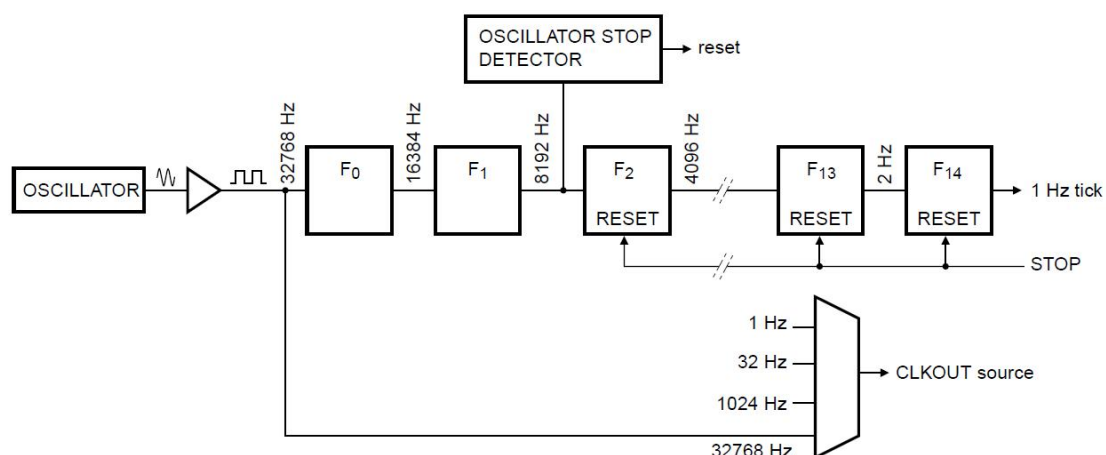 OSCILLATOR STOP
DETECTOR
reset
OSCILLATOR
32768 Hz
F0
16384 Hz
F1
8192 Hz
F2
RESET
4096 Hz
F13
RESET
2 Hz
F14
RESET
1 Hz tick
STOP
1 Hz
32 Hz
1024 Hz
32768 Hz
CLKOUT source